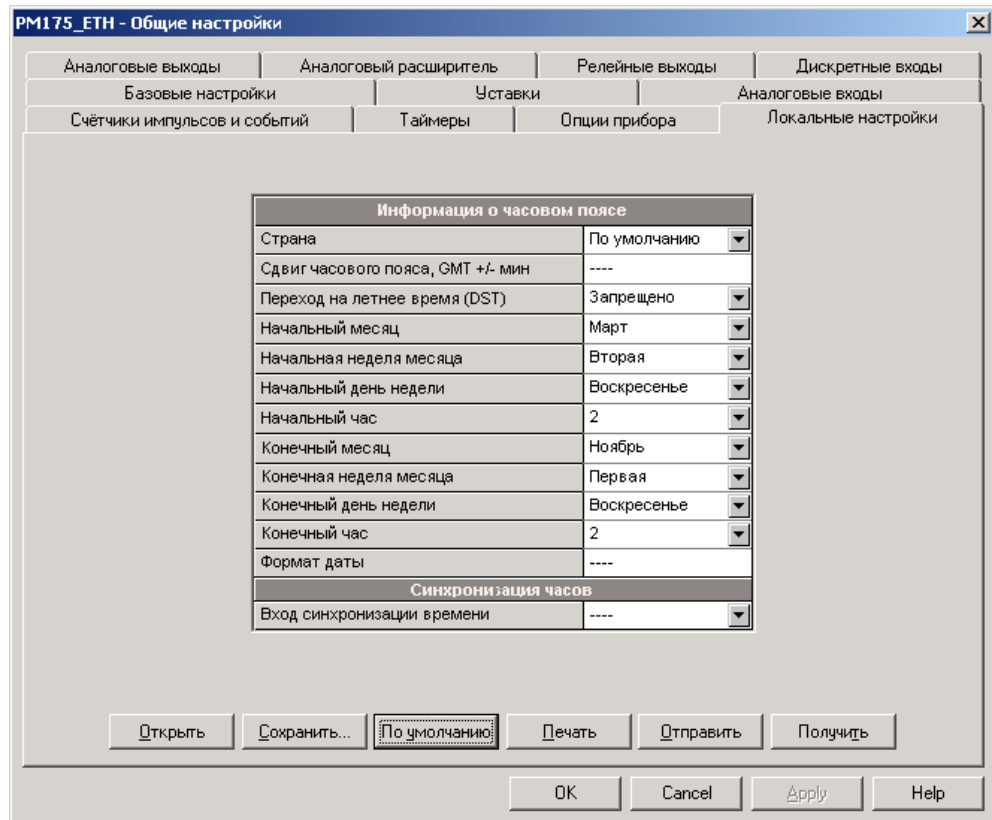 PM175_ETH - Общие настройки
Аналоговые выходы Аналоговый расширитель Релейные выходы Дискретные входы
Базовые настройки Уставки Аналоговые входы
Счётчики импульсов и событий Таймеры Опции прибора Локальные настройки
Информация о часовом поясе
Страна По умолчанию
Сдвиг часового пояса, GMT +/- мин ----
Переход на летнее время (DST) Запрещено
Начальный месяц Март
Начальная неделя месяца Вторая
Начальный день недели Воскресенье
Начальный час 2
Конечный месяц Ноябрь
Конечная неделя месяца Первая
Конечный день недели Воскресенье
Конечный час 2
Формат даты ----
Синхронизация часов
Вход синхронизации времени ----
Открыть Сохранить... По умолчанию Печать Отправить Получить
OK Cancel Apply Help